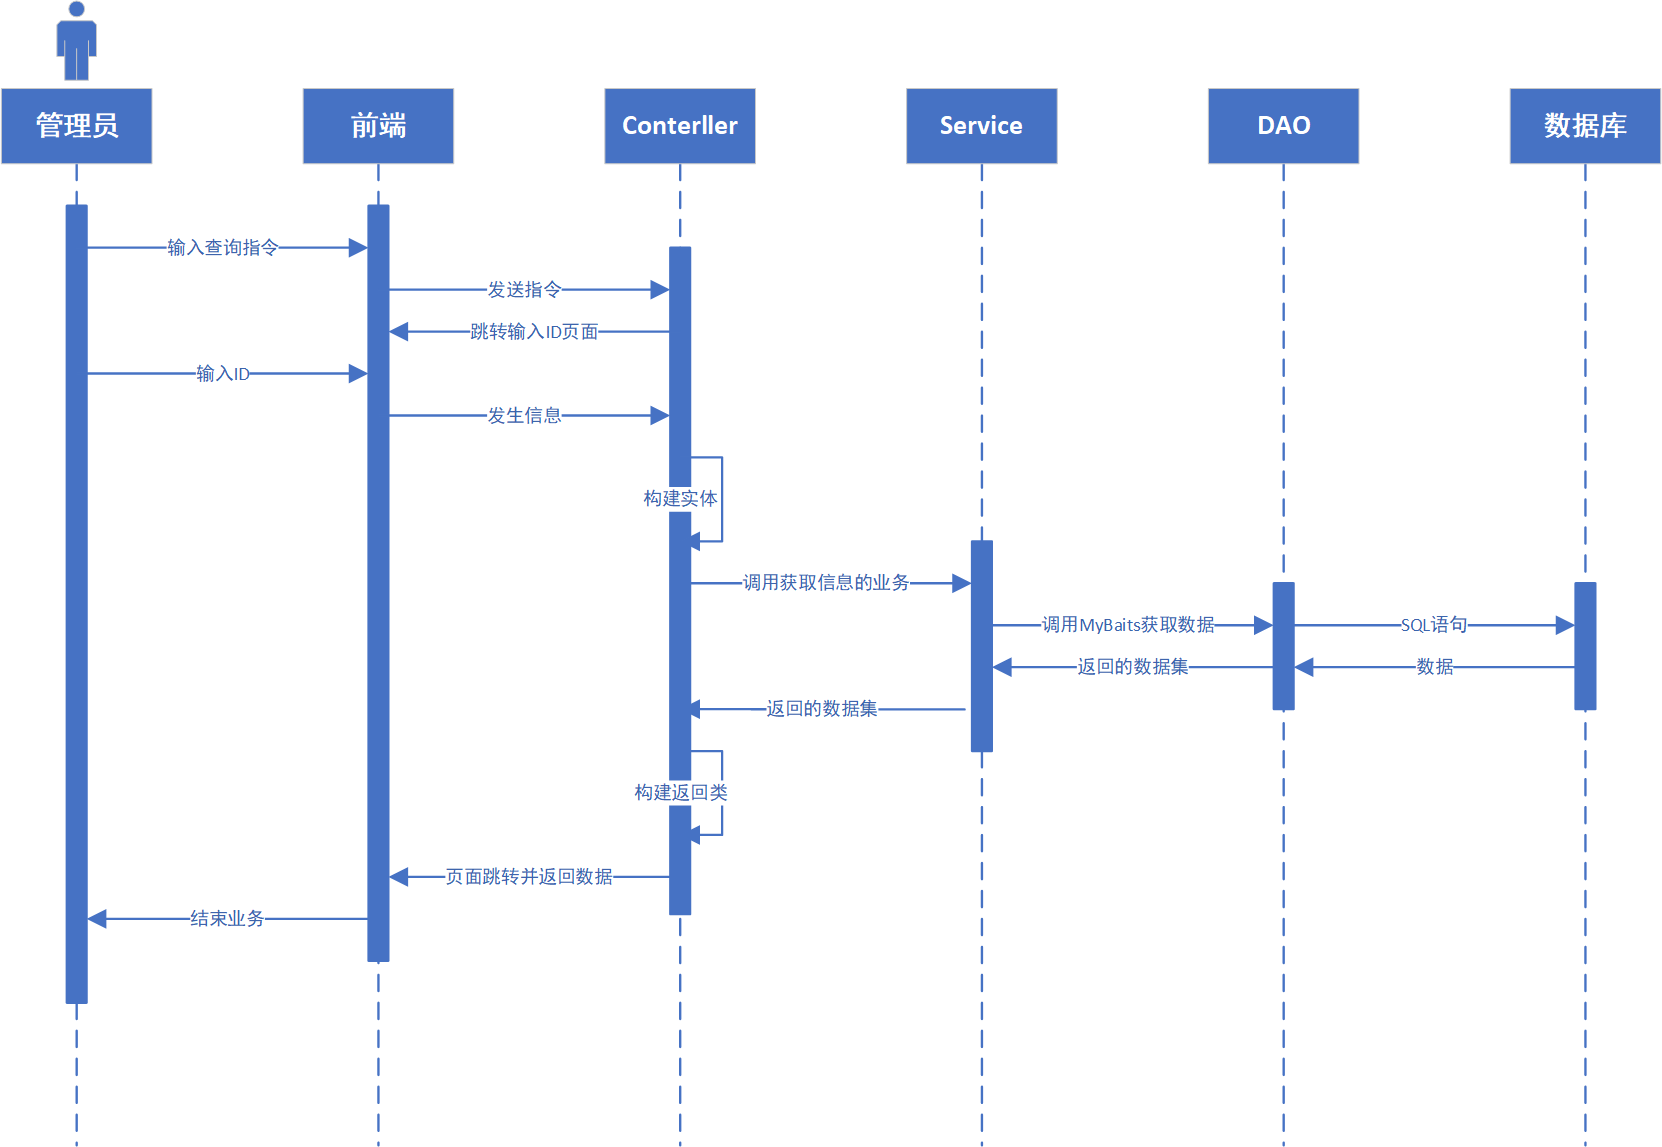 管理员
前端
Conterller
Service
DAO
数据库
输入查询指令
发送指令
跳转输入ID页面
输入ID
发生信息
构建实体
调用获取信息的业务
调用MyBaits获取数据
SQL语句
返回的数据集
数据
返回的数据集
构建返回类
页面跳转并返回数据
结束业务